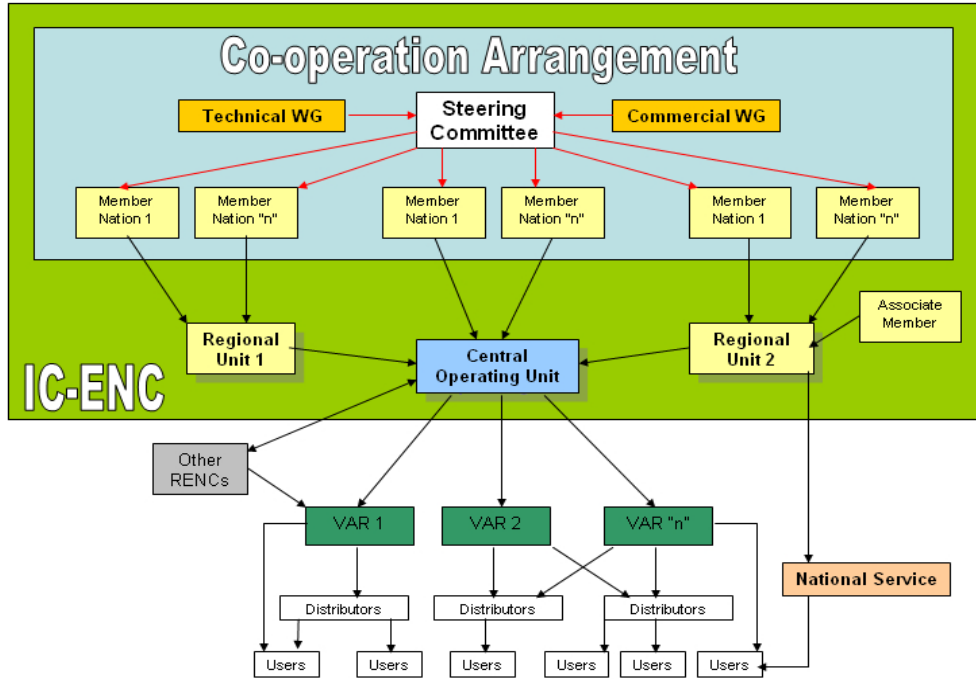 Co-operation Arrangement
Technical WG
Steering
Committee
Commercial WG
Member
Nation 1
Member
Nation "n"
Member
Nation 1
Member
Nation "n"
Member
Nation 1
Member
Nation "n"
Associate
Member
Regional
Unit 1
Central
Operating Unit
Regional
Unit 2
IC-ENC
Other
RENCs
VAR 1
VAR 2
VAR "n"
National Service
Distributors
Distributors
Distributors
Users
Users
Users
Users
Users
Users